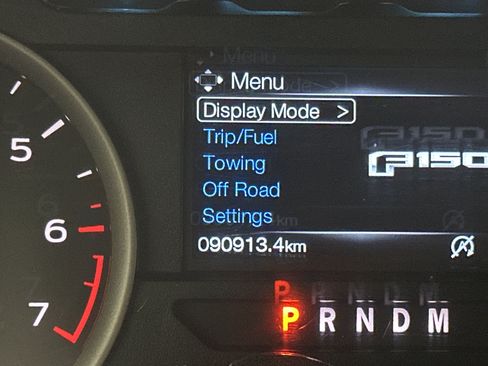 Menu
Display Mode >
Trip/Fuel
Towing
Off Road
Settings
F150
090913.4km
5
6
7
P R N D M